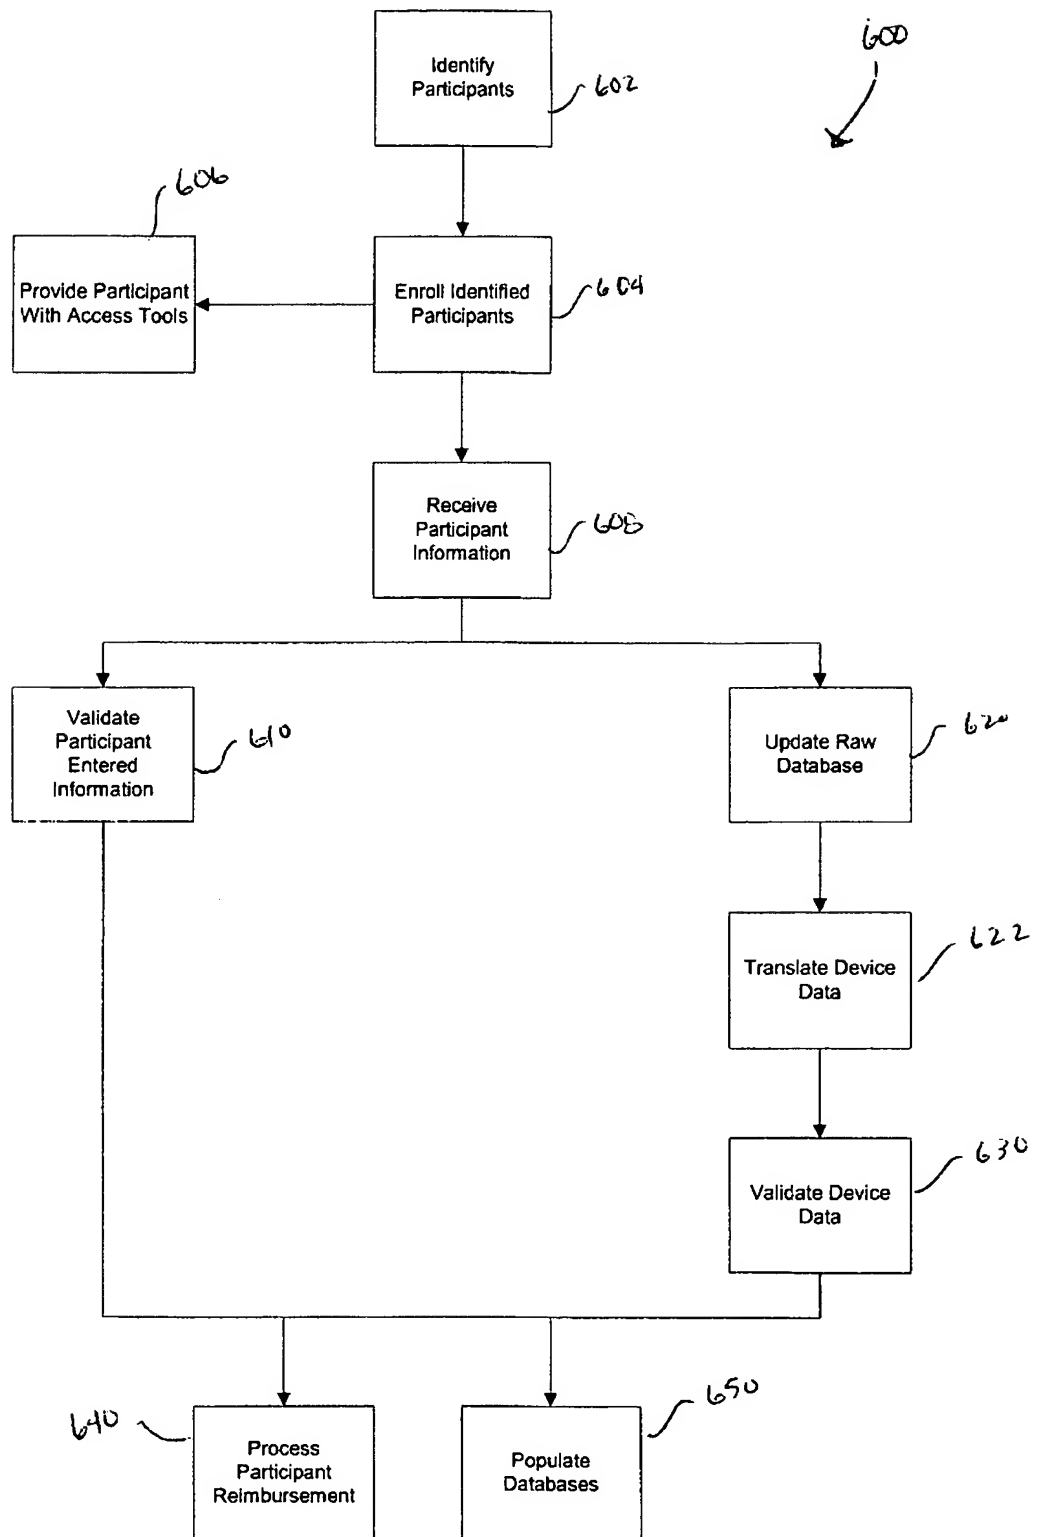 600
Identify
Participants
602
606
Provide Participant
With Access Tools
Enroll Identified
Participants
604
Receive
Participant
Information
608
Validate
Participant
Entered
Information
610
Update Raw
Database
620
Translate Device
Data
622
Validate Device
Data
630
640
Process
Participant
Reimbursement
650
Populate
Databases